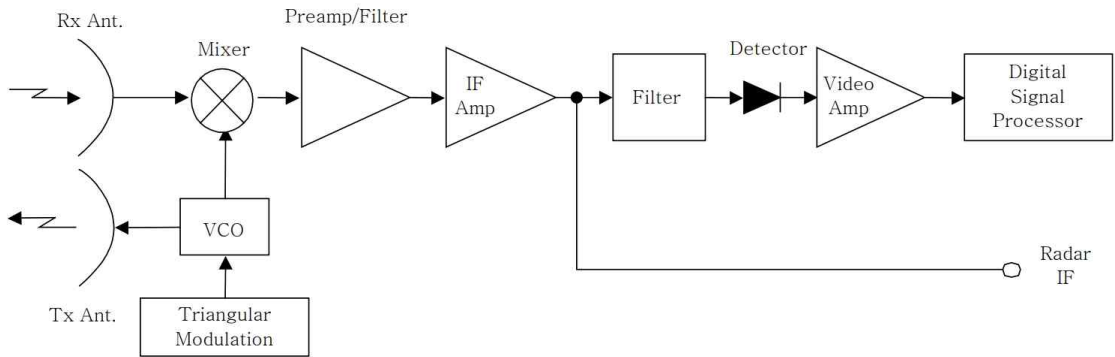 Rx Ant.
Mixer
Preamp/Filter
IF
Amp
Filter
Detector
Video
Amp
Digital
Signal
Processor
VCO
Tx Ant.
Triangular
Modulation
Radar
IF